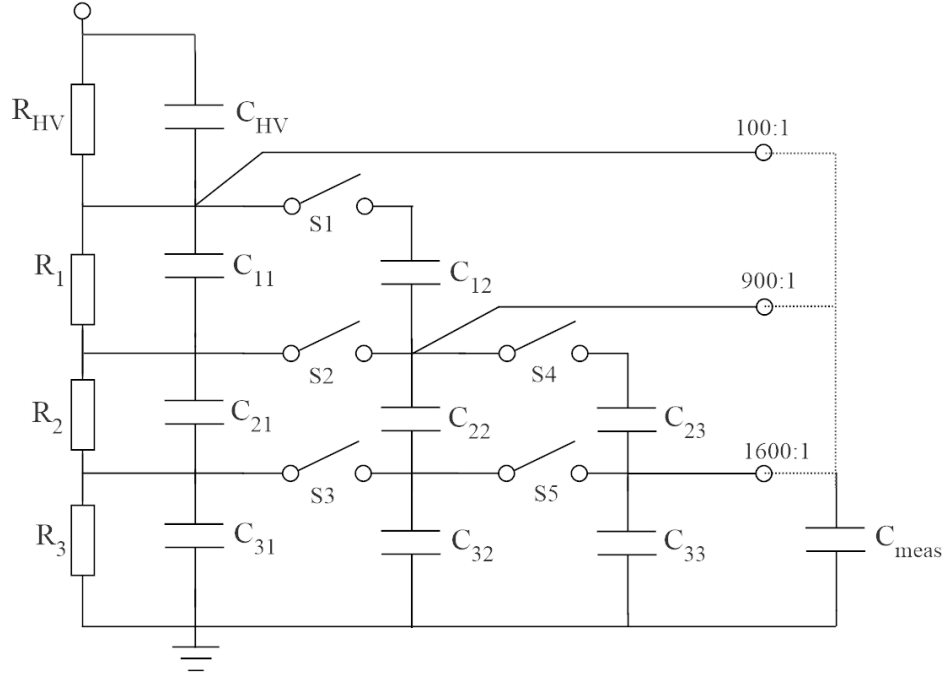 R_HV
C_HV
100:1
S1
R_1
C_11
C_12
900:1
S2
S4
R_2
C_21
C_22
C_23
1600:1
S3
S5
R_3
C_31
C_32
C_33
C_meas